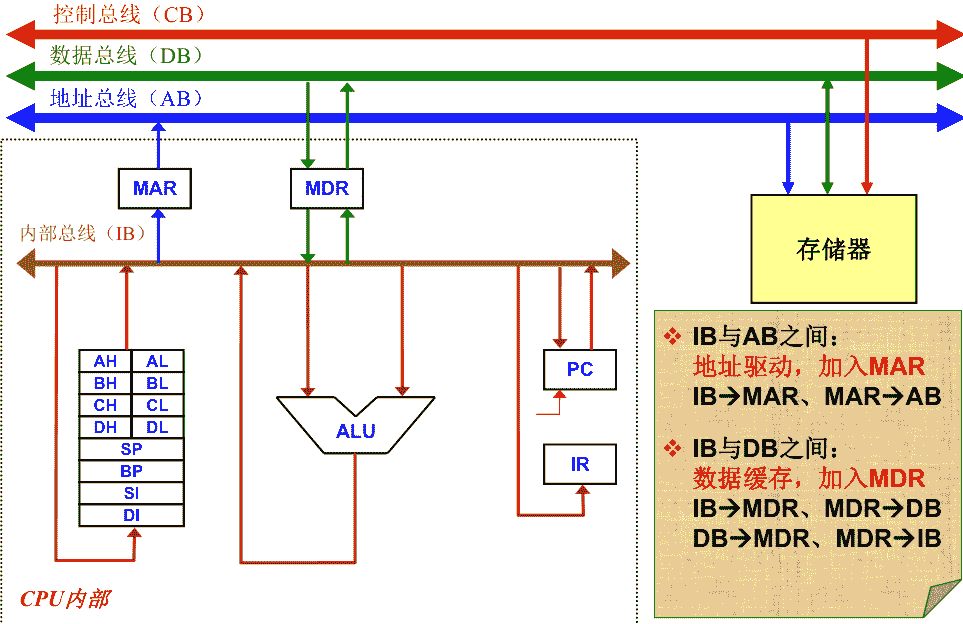 控制总线（CB）
数据总线（DB）
地址总线（AB）
MAR
MDR
内部总线（IB）
存储器
AH AL
BH BL
CH CL
DH DL
SP
BP
SI
DI
ALU
PC
IR
CPU内部
❖ IB与AB之间：
地址驱动，加入MAR
IB→MAR、MAR→AB
❖ IB与DB之间：
数据缓存，加入MDR
IB→MDR、MDR→DB
DB→MDR、MDR→IB